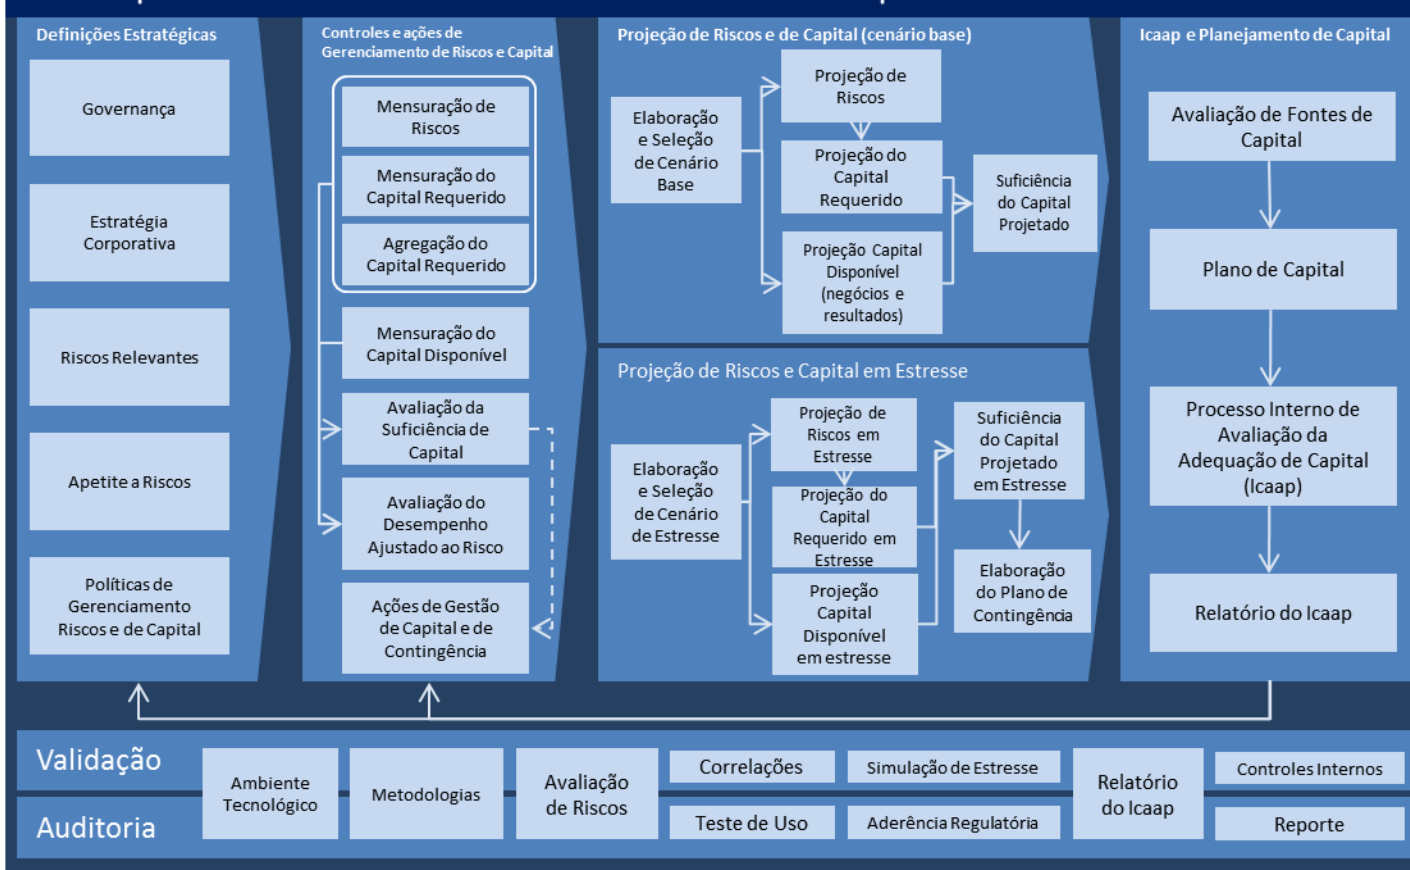 Definições Estratégicas
Governança
Estratégia
Corporativa
Riscos Relevantes
Apetite a Riscos
Políticas de
Gerenciamento
Riscos e de Capital
Controles e ações de
Gerenciamento de Riscos e Capital
Mensuração de
Riscos
Mensuração do
Capital Requerido
Agregação do
Capital Requerido
Mensuração do
Capital Disponível
Avaliação da
Suficiência de
Capital
Avaliação do
Desempenho
Ajustado ao Risco
Ações de Gestão
de Capital e de
Contingência
Projeção de Riscos e de Capital (cenário base)
Elaboração
e Seleção
de Cenário
Base
Projeção de
Riscos
Projeção do
Capital
Requerido
Projeção Capital
Disponível
(negócios e
resultados)
Suficiência
do Capital
Projetado
Projeção de Riscos e Capital em Estresse
Elaboração
e Seleção
de Cenário
de Estresse
Projeção de
Riscos em
Estresse
Projeção do
Capital
Requerido em
Estresse
Projeção
Capital
Disponível
em estresse
Suficiência
do Capital
Projetado
em Estresse
Elaboração
do Plano de
Contingência
Icaap e Planejamento de Capital
Avaliação de Fontes de
Capital
Plano de Capital
Processo Interno de
Avaliação da
Adequação de Capital
(Icaap)
Relatório do Icaap
Validação
Auditoria
Ambiente
Tecnológico
Metodologias
Avaliação
de Riscos
Correlações
Teste de Uso
Simulação de Estresse
Aderência Regulatória
Relatório
do Icaap
Controles Internos
Reporte